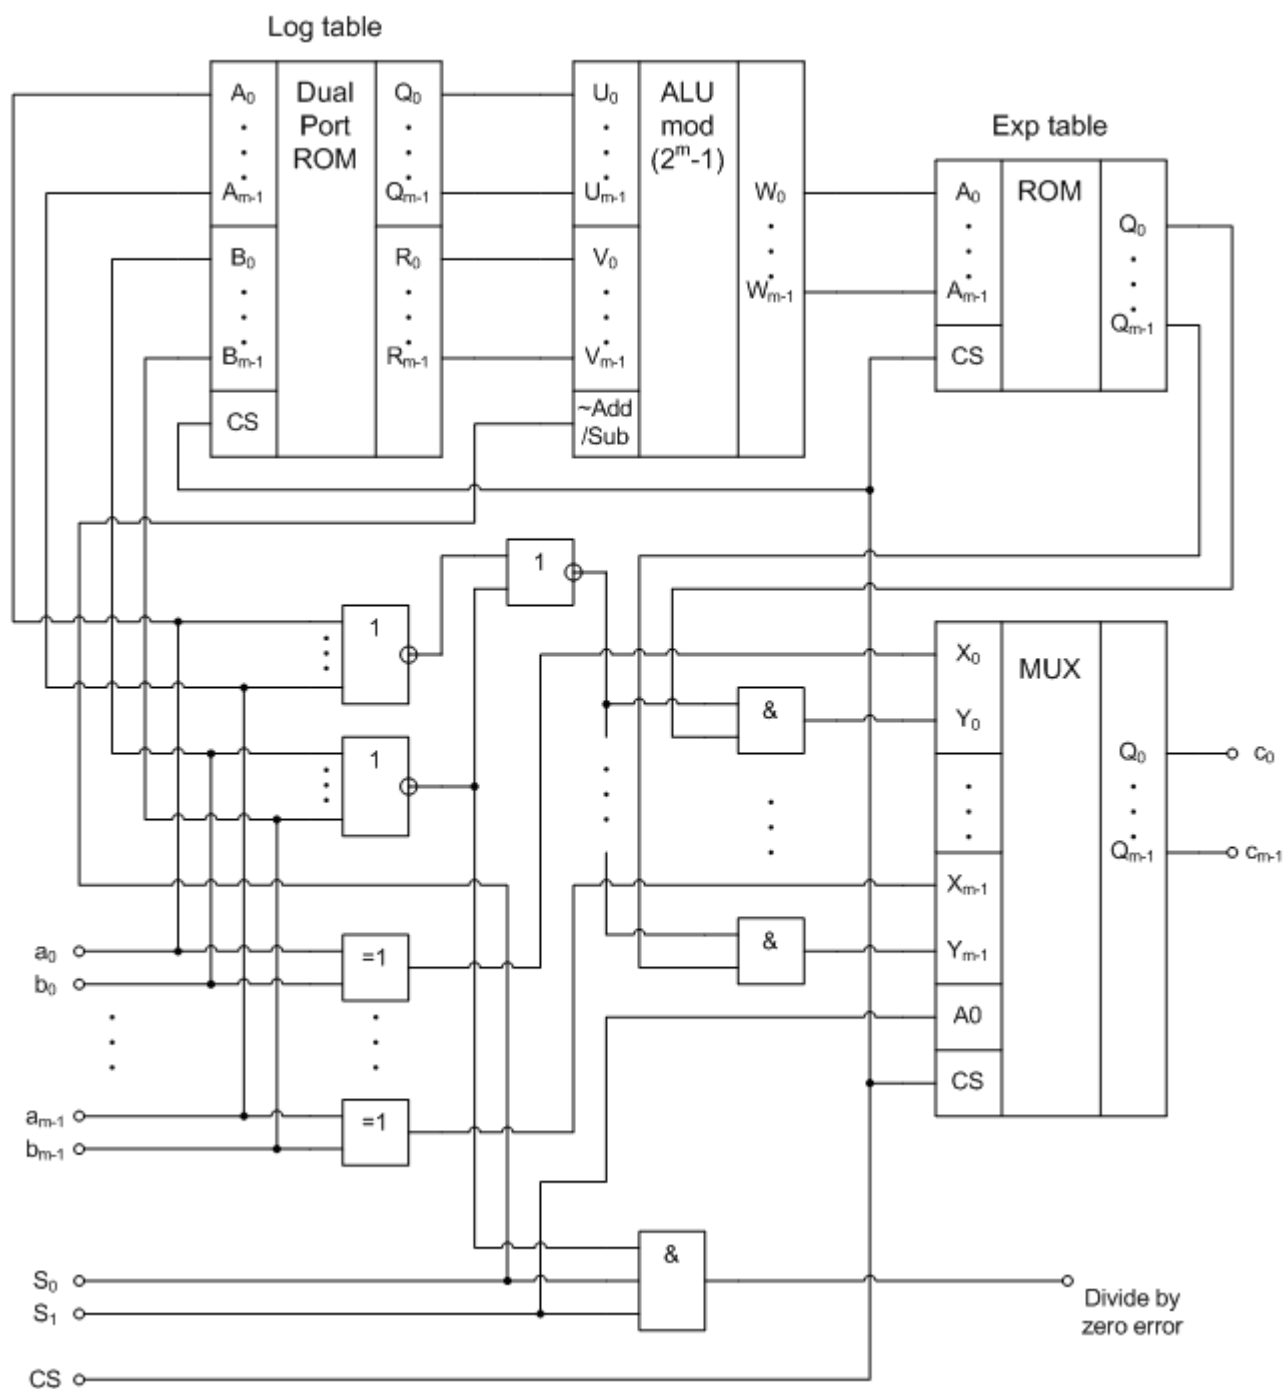 Log table
A₀
Dual
Port
ROM
Q₀
Aₘ₋₁
Qₘ₋₁
B₀
R₀
Bₘ₋₁
Rₘ₋₁
CS
U₀
ALU
mod
(2ᵐ-1)
Uₘ₋₁
W₀
V₀
Wₘ₋₁
Vₘ₋₁
~Add
/Sub
Exp table
A₀
ROM
Q₀
Aₘ₋₁
Qₘ₋₁
CS
1
1
1
X₀
MUX
&
Y₀
Q₀
c₀
Qₘ₋₁
cₘ₋₁
Xₘ₋₁
&
Yₘ₋₁
A0
CS
a₀
b₀
=1
aₘ₋₁
bₘ₋₁
=1
&
S₀
S₁
Divide by
zero error
CS